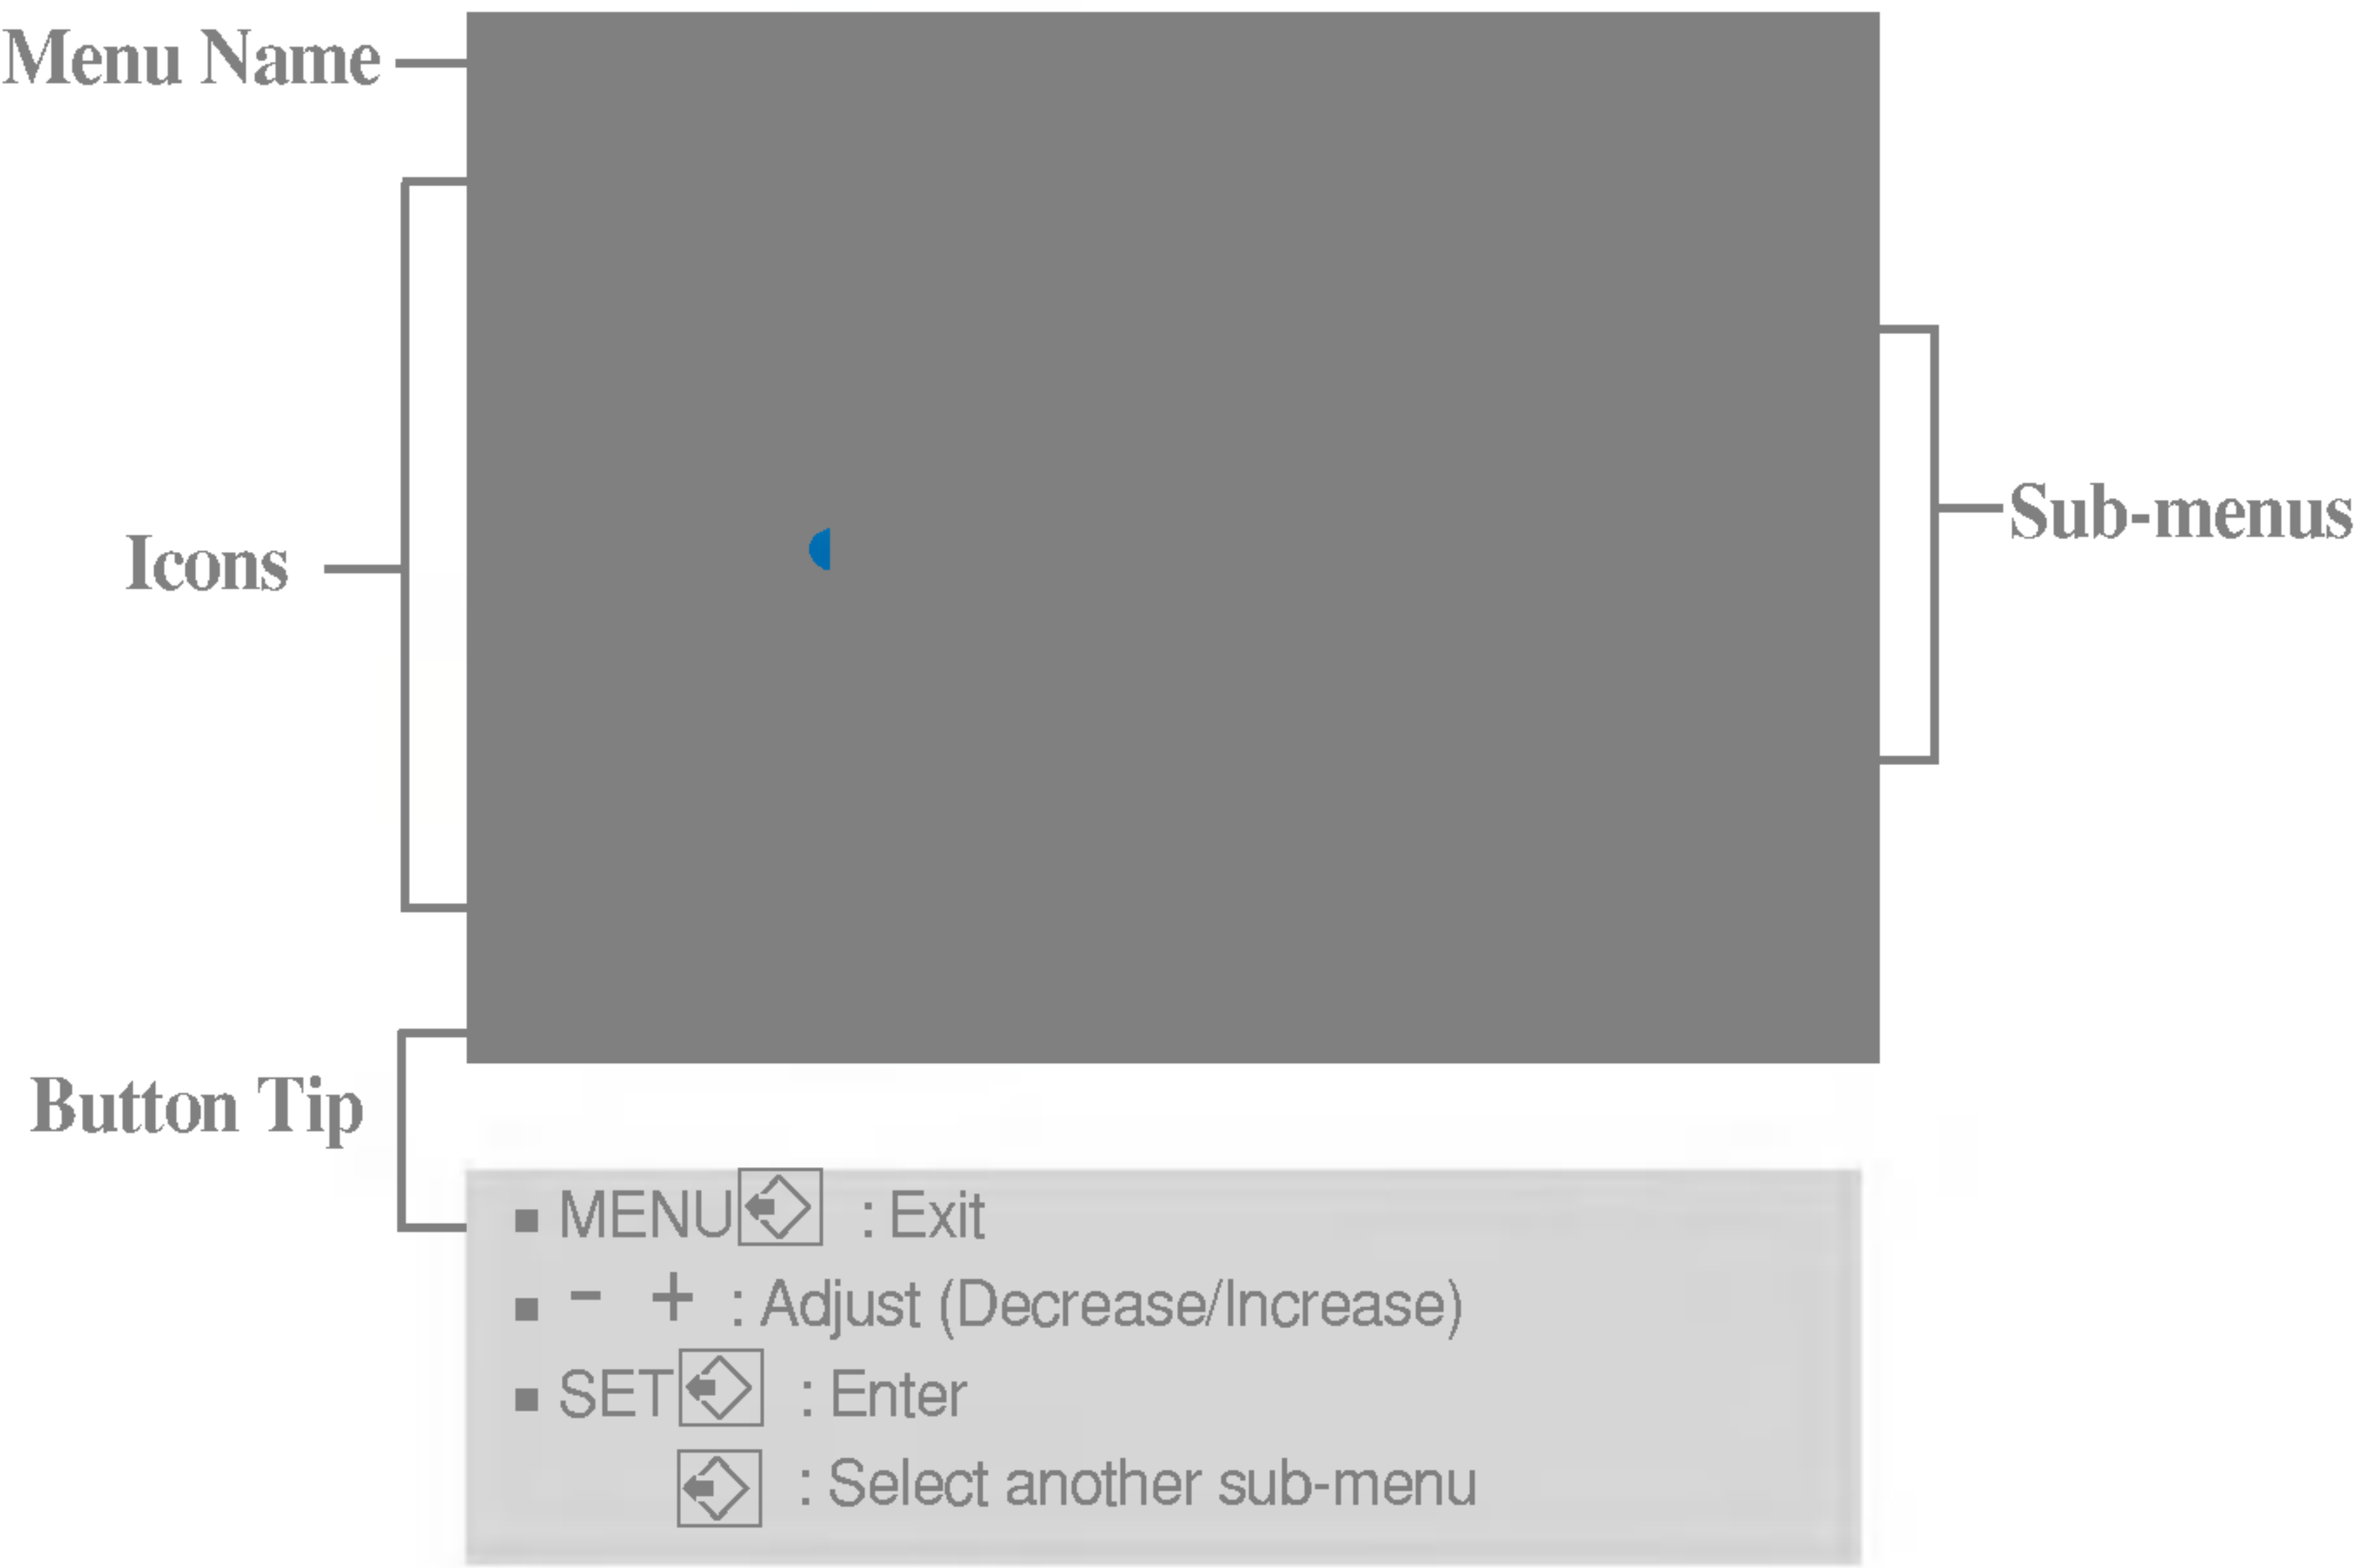 Menu Name
Icons
Sub-menus
Button Tip
■ MENU : Exit
■ - + : Adjust (Decrease/Increase)
■ SET : Enter
: Select another sub-menu